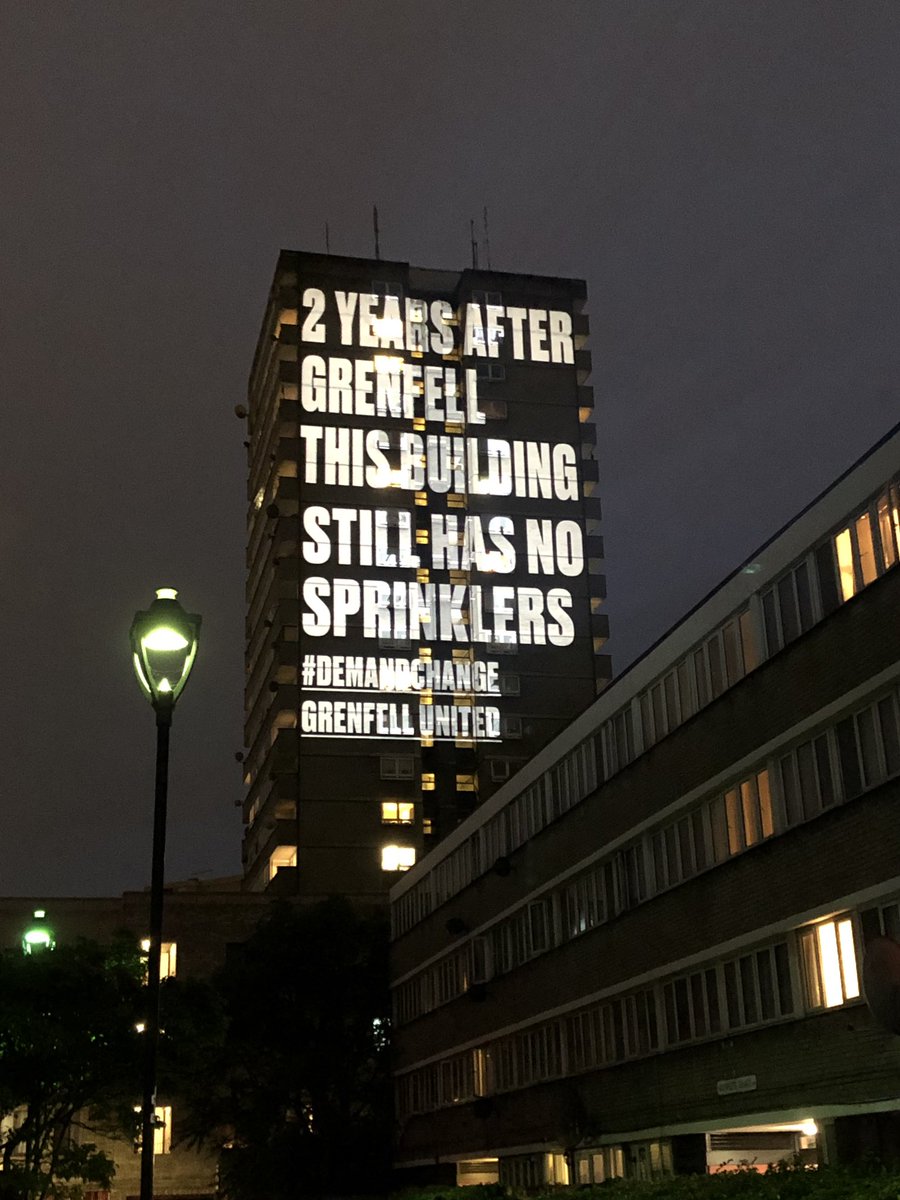 2 YEARS AFTER
GRENFELL
THIS BUILDING
STILL HAS NO
SPRINKLERS
#DEMANDCHANGE
GRENFELL UNITED